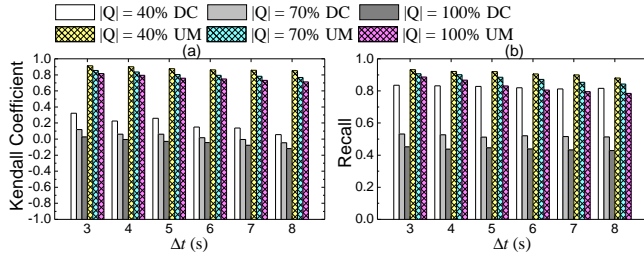 |Q| = 40% DC |Q| = 70% DC |Q| = 100% DC
|Q| = 40% UM |Q| = 70% UM |Q| = 100% UM
(a)
Kendall Coefficient
1.0
0.8
0.6
0.4
0.2
0.0
-0.2
-0.4
-0.6
-0.8
-1.0
3 4 5 6 7 8
Δt (s)
(b)
Recall
1.0
0.8
0.6
0.4
0.2
0.0
3 4 5 6 7 8
Δt (s)